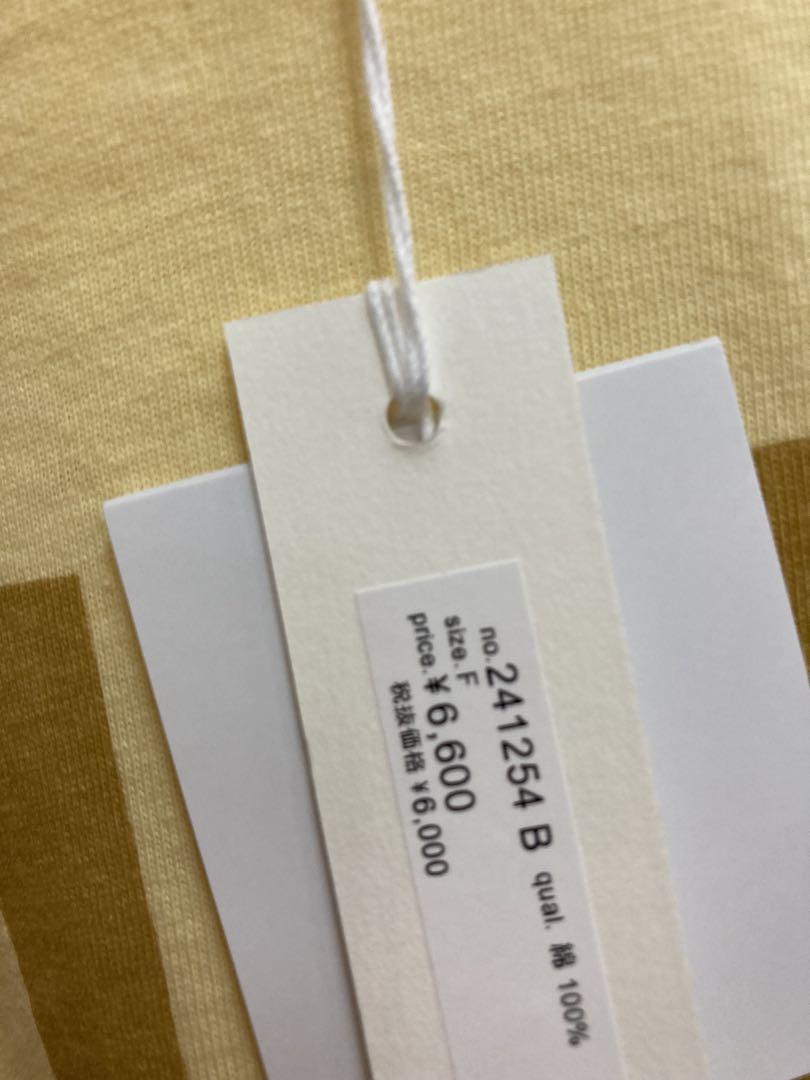 no. 241254 B qual. 綿 100%
size. F
price. ¥6,600
税抜価格 ¥6,000